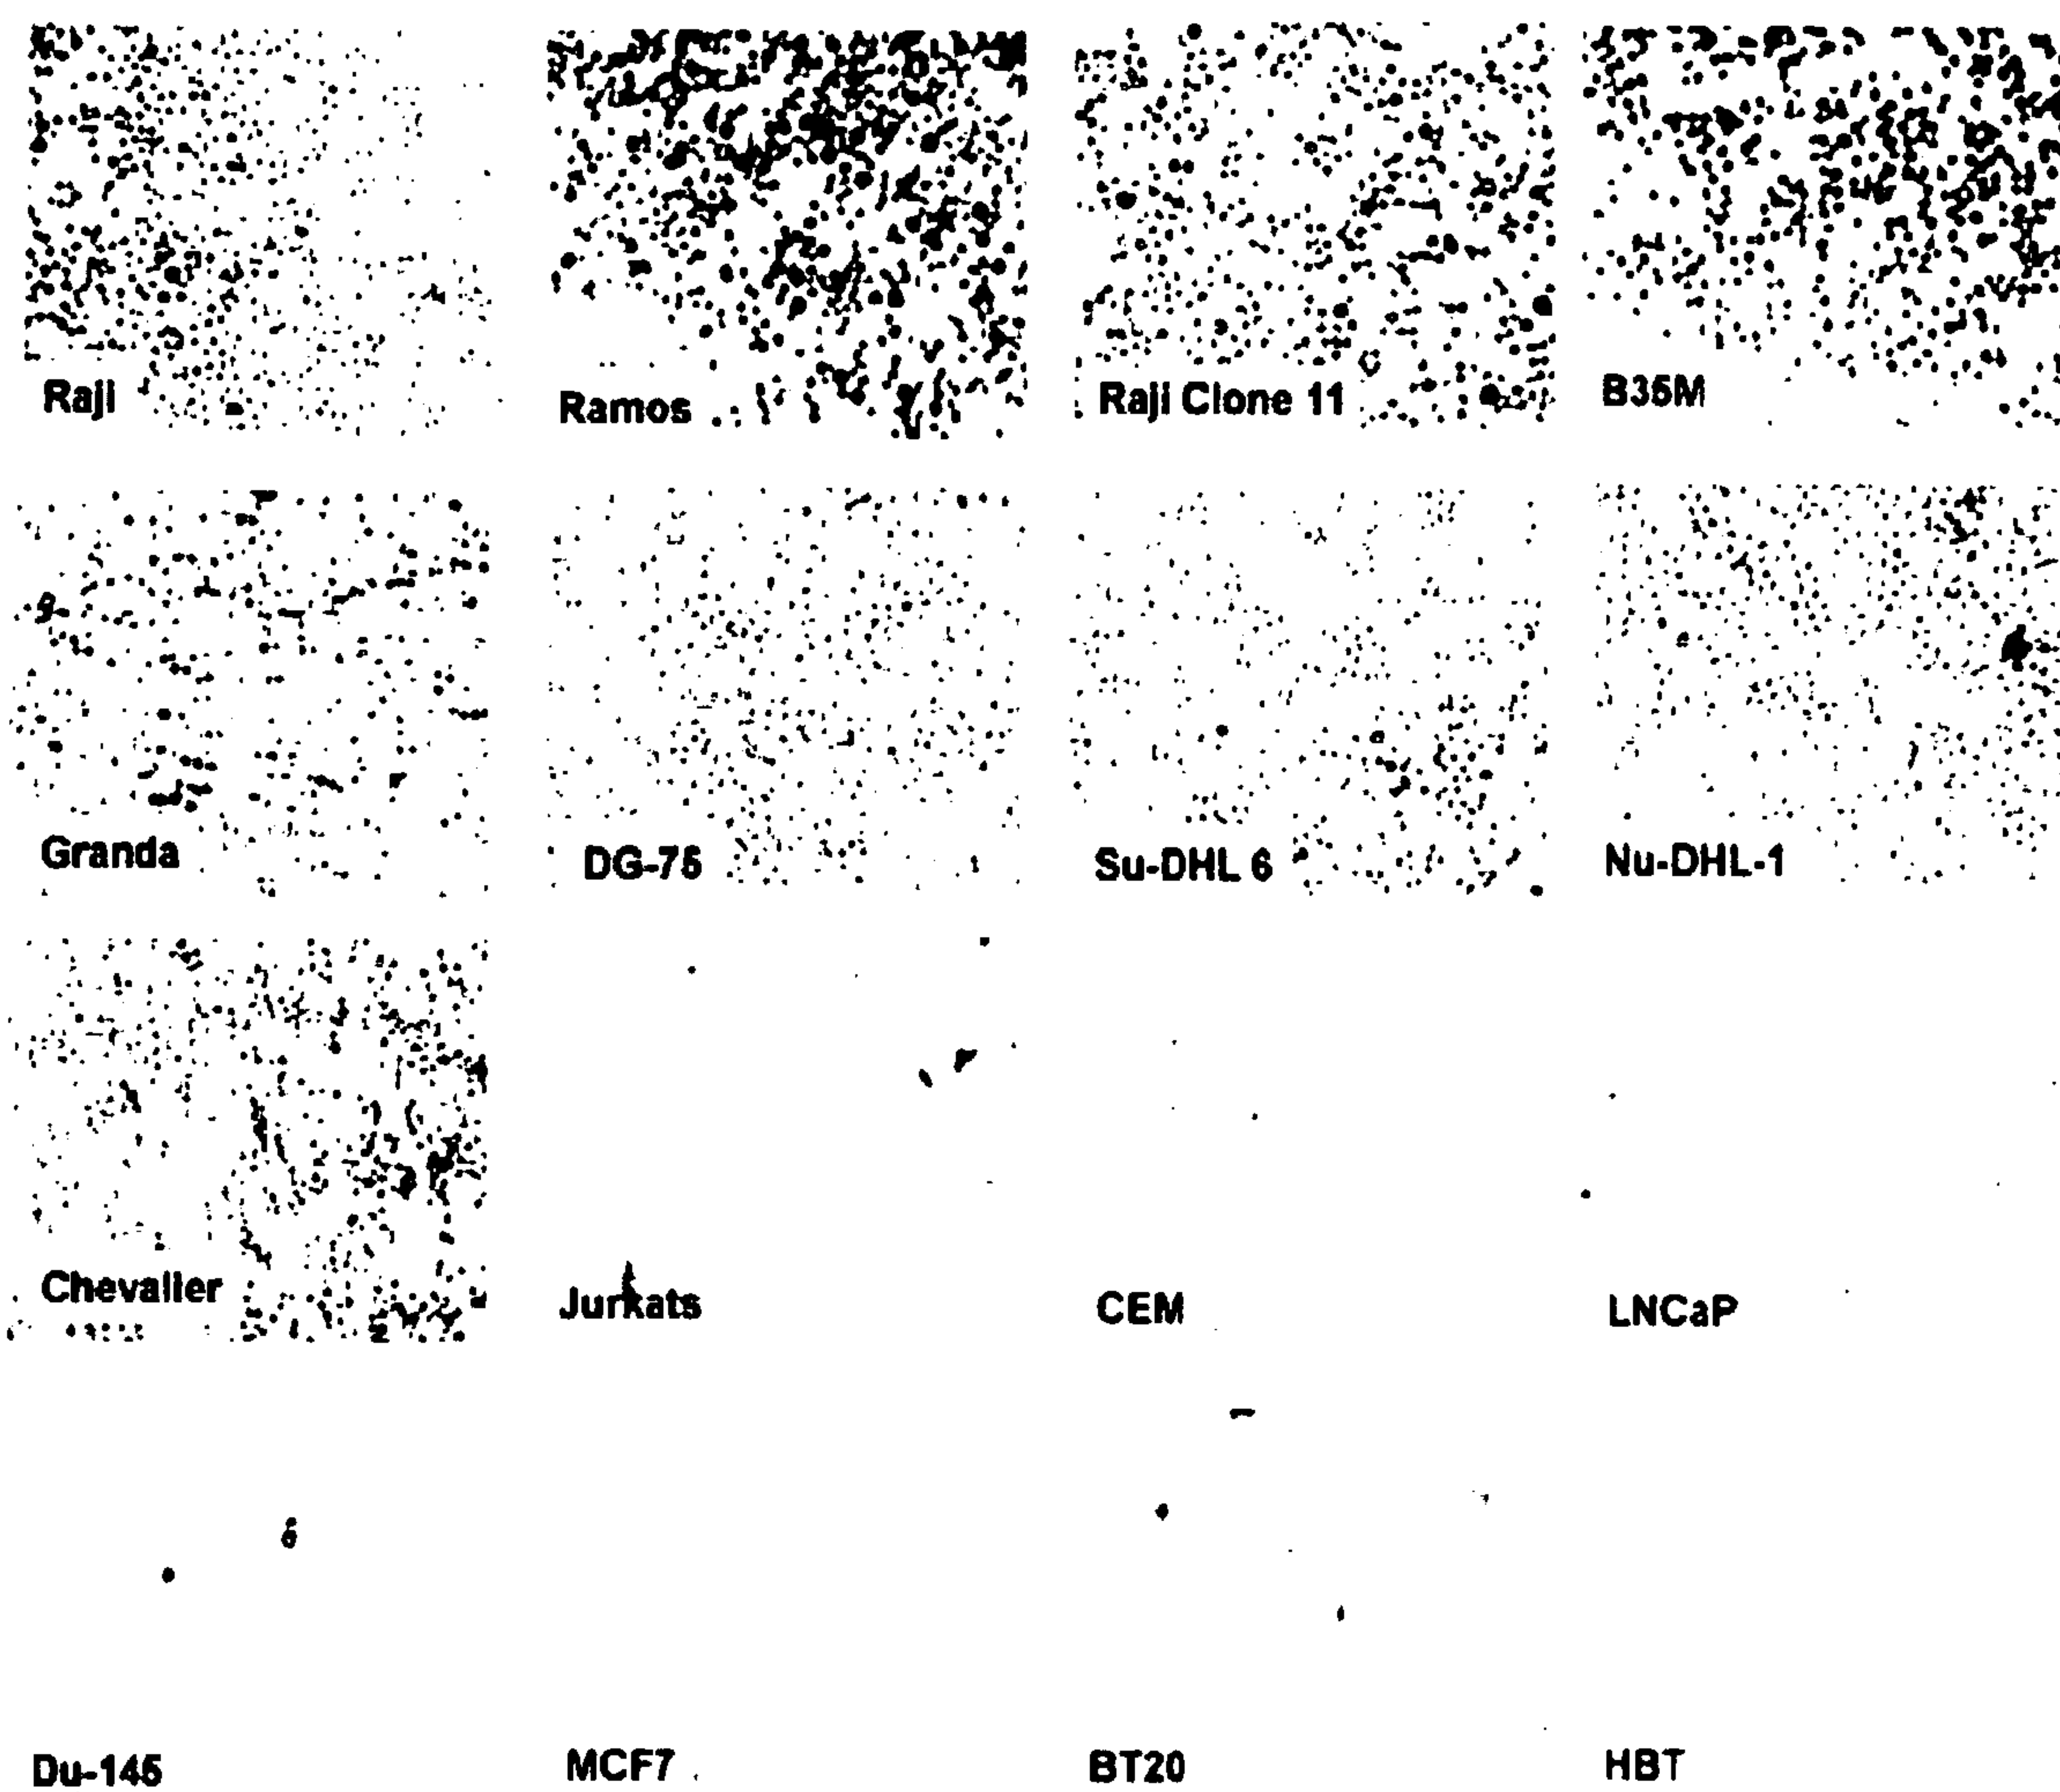 Raji
Ramos
Raji Clone 11
B35M
Granda
DG-75
Su-DHL 6
Nu-DHL-1
Chevalier
Jurkats
CEM
LNCaP
Du-145
MCF7
BT20
HBT